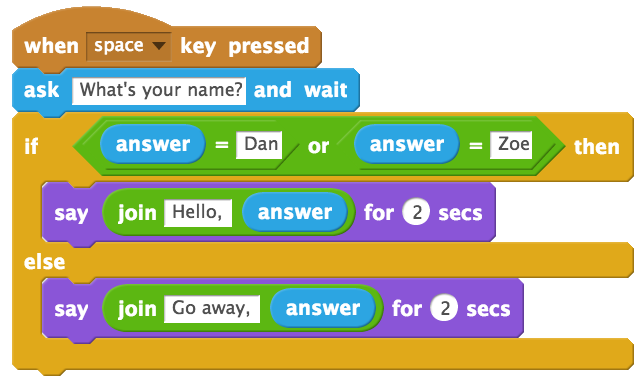 when space key pressed
ask What's your name? and wait
if answer = Dan or answer = Zoe then
say join Hello, answer for 2 secs
else
say join Go away, answer for 2 secs